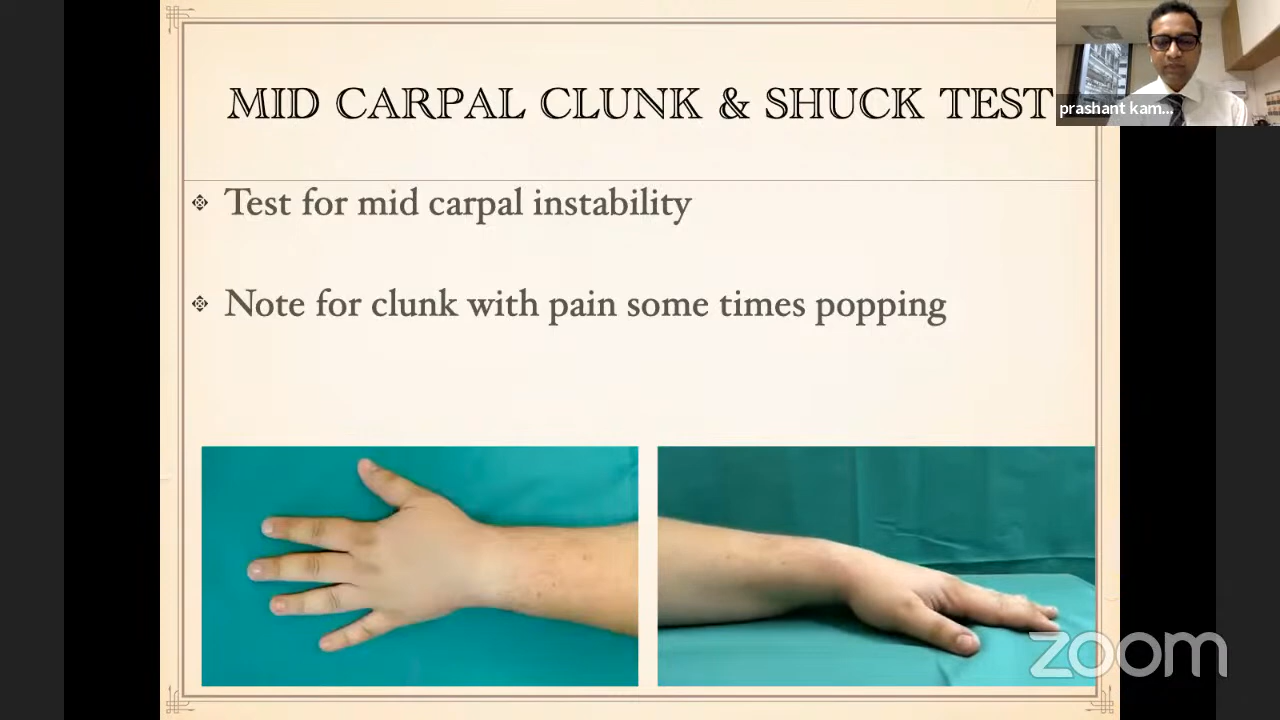 MID CARPAL CLUNK & SHUCK TEST
prashant kam...
Test for mid carpal instability
Note for clunk with pain some times popping
zoom